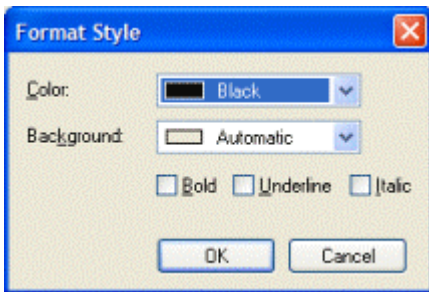 Format Style
Color: Black
Background: Automatic
Bold Underline Italic
OK Cancel